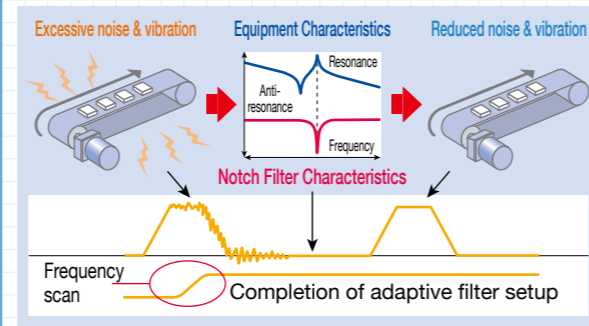 Excessive noise & vibration
Equipment Characteristics
Reduced noise & vibration
Resonance
Anti-
resonance
Frequency
Notch Filter Characteristics
Frequency
scan
Completion of adaptive filter setup